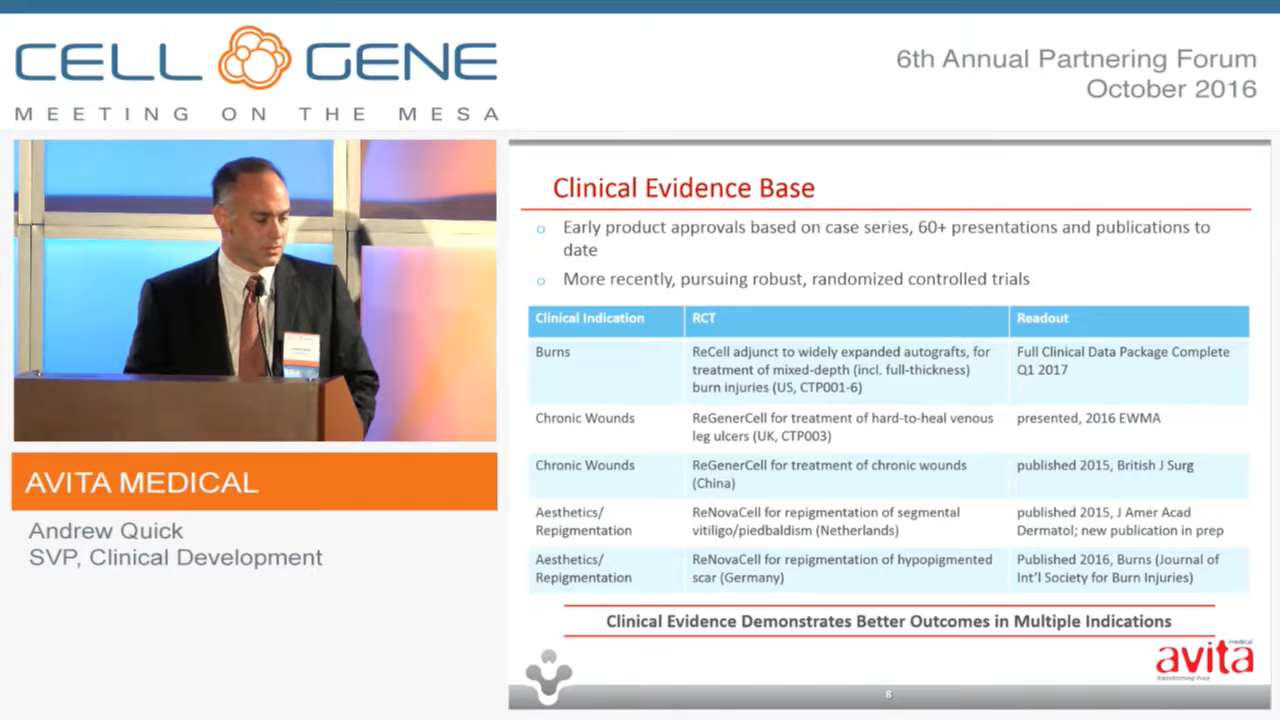 CELL GENE
MEETING ON THE MESA
6th Annual Partnering Forum
October 2016
AVITA MEDICAL
Andrew Quick
SVP, Clinical Development
Clinical Evidence Base
o Early product approvals based on case series, 60+ presentations and publications to
date
o More recently, pursuing robust, randomized controlled trials
Clinical Indication RCT Readout
Burns
ReCell adjunct to widely expanded autografts, for
treatment of mixed-depth (incl. full-thickness)
burn injuries (US, CTP001-6)
Full Clinical Data Package Complete
Q1 2017
Chronic Wounds
ReGenerCell for treatment of hard-to-heal venous
leg ulcers (UK, CTP003)
presented, 2016 EWMA
Chronic Wounds
ReGenerCell for treatment of chronic wounds
(China)
published 2015, British J Surg
Aesthetics/
Repigmentation
ReNovaCell for repigmentation of segmental
vitiligo/piedbaldism (Netherlands)
published 2015, J Amer Acad
Dermatol; new publication in prep
Aesthetics/
Repigmentation
ReNovaCell for repigmentation of hypopigmented
scar (Germany)
Published 2016, Burns (Journal of
Int'l Society for Burn Injuries)
Clinical Evidence Demonstrates Better Outcomes in Multiple Indications
medical
avita
transforming lives
8